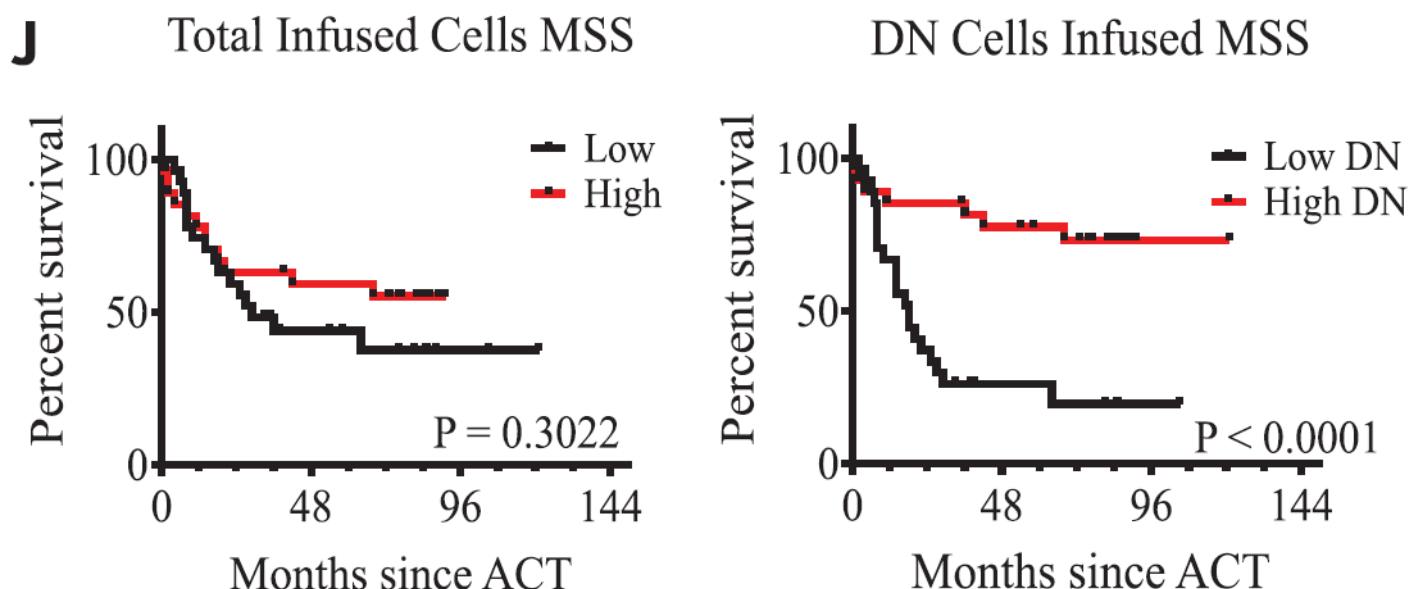 J
Total Infused Cells MSS
Percent survival
100
50
0
Low
High
P = 0.3022
0 48 96 144
Months since ACT
DN Cells Infused MSS
Percent survival
100
50
0
Low DN
High DN
P < 0.0001
0 48 96 144
Months since ACT